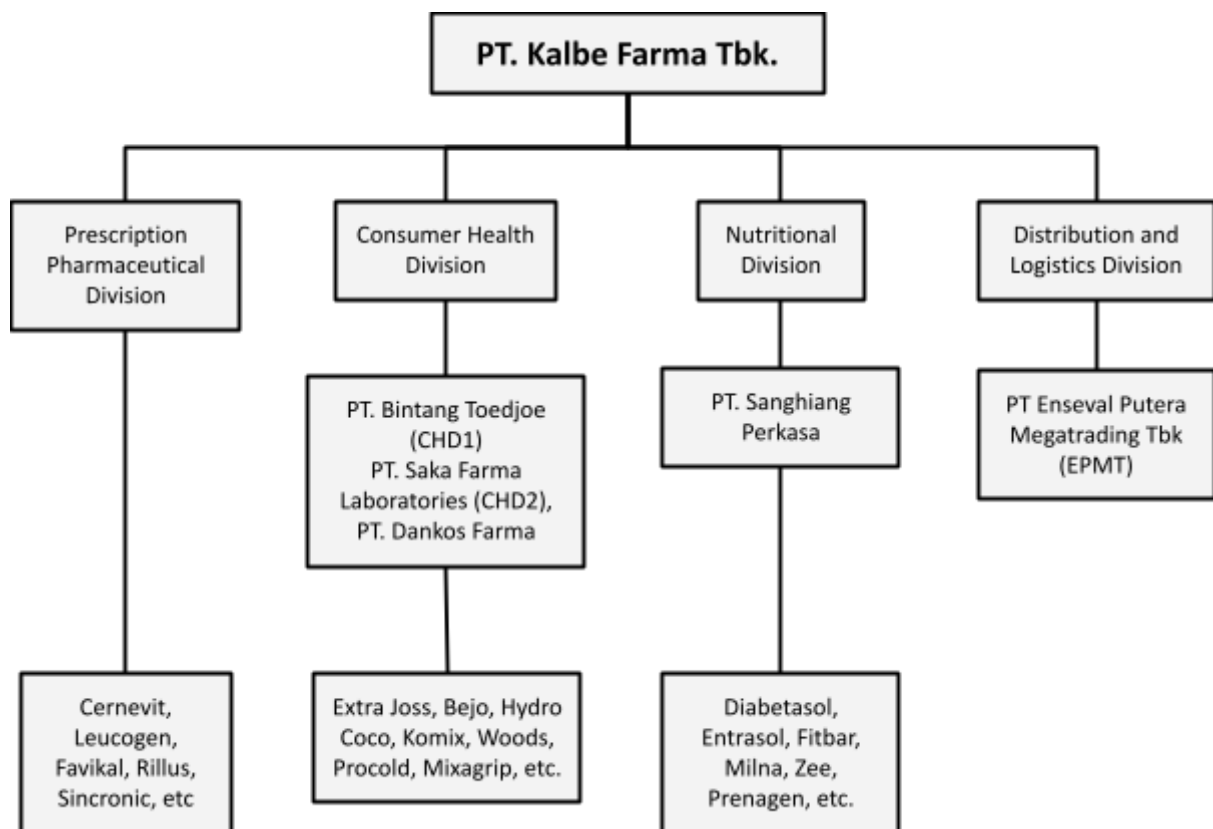 PT. Kalbe Farma Tbk.
Prescription
Pharmaceutical
Division
Consumer Health
Division
Nutritional
Division
Distribution and
Logistics Division
PT. Bintang Toedjoe
(CHD1)
PT. Saka Farma
Laboratories (CHD2),
PT. Dankos Farma
PT. Sanghiang
Perkasa
PT Enseval Putera
Megatrading Tbk
(EPMT)
Cernevit,
Leucogen,
Favikal, Rillus,
Sincronic, etc
Extra Joss, Bejo, Hydro
Coco, Komix, Woods,
Procold, Mixagrip, etc.
Diabetasol,
Entrasol, Fitbar,
Milna, Zee,
Prenagen, etc.